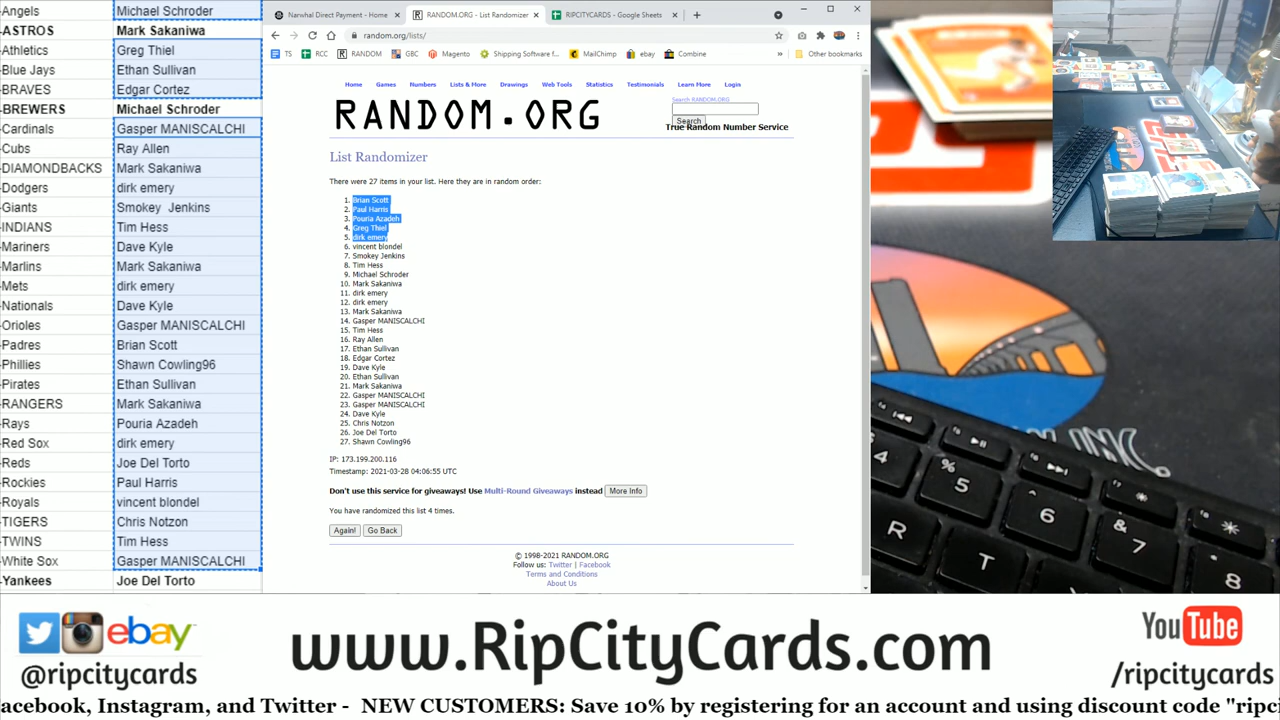 Angels Michael Schroder
-ASTROS Mark Sakaniwa
-Athletics Greg Thiel
-Blue Jays Ethan Sullivan
-BRAVES Edgar Cortez
-BREWERS Michael Schroder
-Cardinals Gasper MANISCALCHI
-Cubs Ray Allen
-DIAMONDBACKS Mark Sakaniwa
-Dodgers dirk emery
-Giants Smokey Jenkins
-INDIANS Tim Hess
-Mariners Dave Kyle
-Marlins Mark Sakaniwa
-Mets dirk emery
-Nationals Dave Kyle
-Orioles Gasper MANISCALCHI
-Padres Brian Scott
-Phillies Shawn Cowling96
-Pirates Ethan Sullivan
-RANGERS Mark Sakaniwa
-Rays Pouria Azadeh
-Red Sox dirk emery
-Reds Joe Del Torto
-Rockies Paul Harris
-Royals vincent blondel
-TIGERS Chris Notzon
-TWINS Tim Hess
-White Sox Gasper MANISCALCHI
-Yankees Joe Del Torto
Narwhal Direct Payment - Home
RANDOM.ORG - List Randomizer
RIPCITYCARDS - Google Sheets
random.org/lists/
TS RCC RANDOM GBC Magento Shipping Software f... MailChimp ebay Combine » Other bookmarks
Home Games Numbers Lists & More Drawings Web Tools Statistics Testimonials Learn More Login
RANDOM.ORG
Search RANDOM.ORG
Search
True Random Number Service
List Randomizer
There were 27 items in your list. Here they are in random order:
1. Brian Scott
2. Paul Harris
3. Pouria Azadeh
4. Greg Thiel
5. dirk emery
6. vincent blondel
7. Smokey Jenkins
8. Tim Hess
9. Michael Schroder
10. Mark Sakaniwa
11. dirk emery
12. dirk emery
13. Mark Sakaniwa
14. Gasper MANISCALCHI
15. Tim Hess
16. Ray Allen
17. Ethan Sullivan
18. Edgar Cortez
19. Dave Kyle
20. Ethan Sullivan
21. Mark Sakaniwa
22. Gasper MANISCALCHI
23. Gasper MANISCALCHI
24. Dave Kyle
25. Chris Notzon
26. Joe Del Torto
27. Shawn Cowling96
IP: 173.199.200.116
Timestamp: 2021-03-28 04:06:55 UTC
Don't use this service for giveaways! Use Multi-Round Giveaways instead More Info
You have randomized this list 4 times.
Again! Go Back
© 1998-2021 RANDOM.ORG
Follow us: Twitter | Facebook
Terms and Conditions
About Us
4 % 5 ^ 6 & 7 * 8
R T
INC.
ebay
@ripcitycards
www.RipCityCards.com
YouTube
/ripcitycards
acebook, Instagram, and Twitter - NEW CUSTOMERS: Save 10% by registering for an account and using discount code "ripc